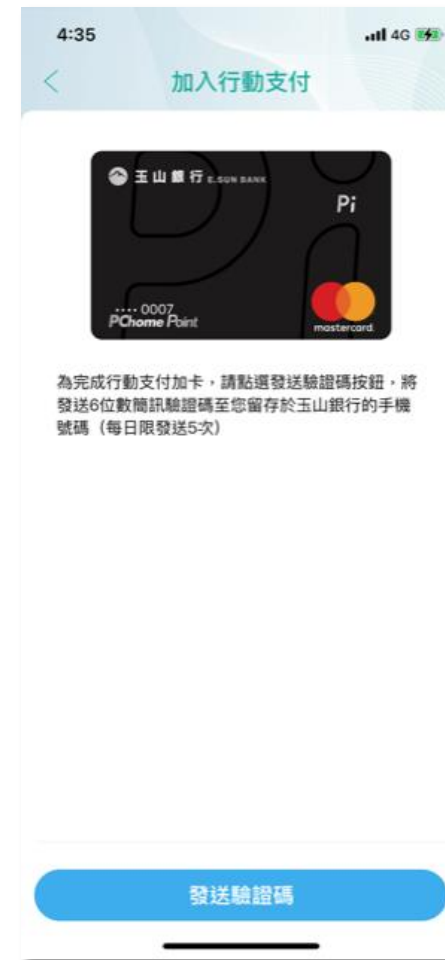 4:35
4G
加入行動支付
玉山銀行 E.SUN BANK
Pi
•••• 0007
PChome Point
mastercard
為完成行動支付加卡，請點選發送驗證碼按鈕，將
發送6位數簡訊驗證碼至您留存於玉山銀行的手機
號碼（每日限發送5次）
發送驗證碼